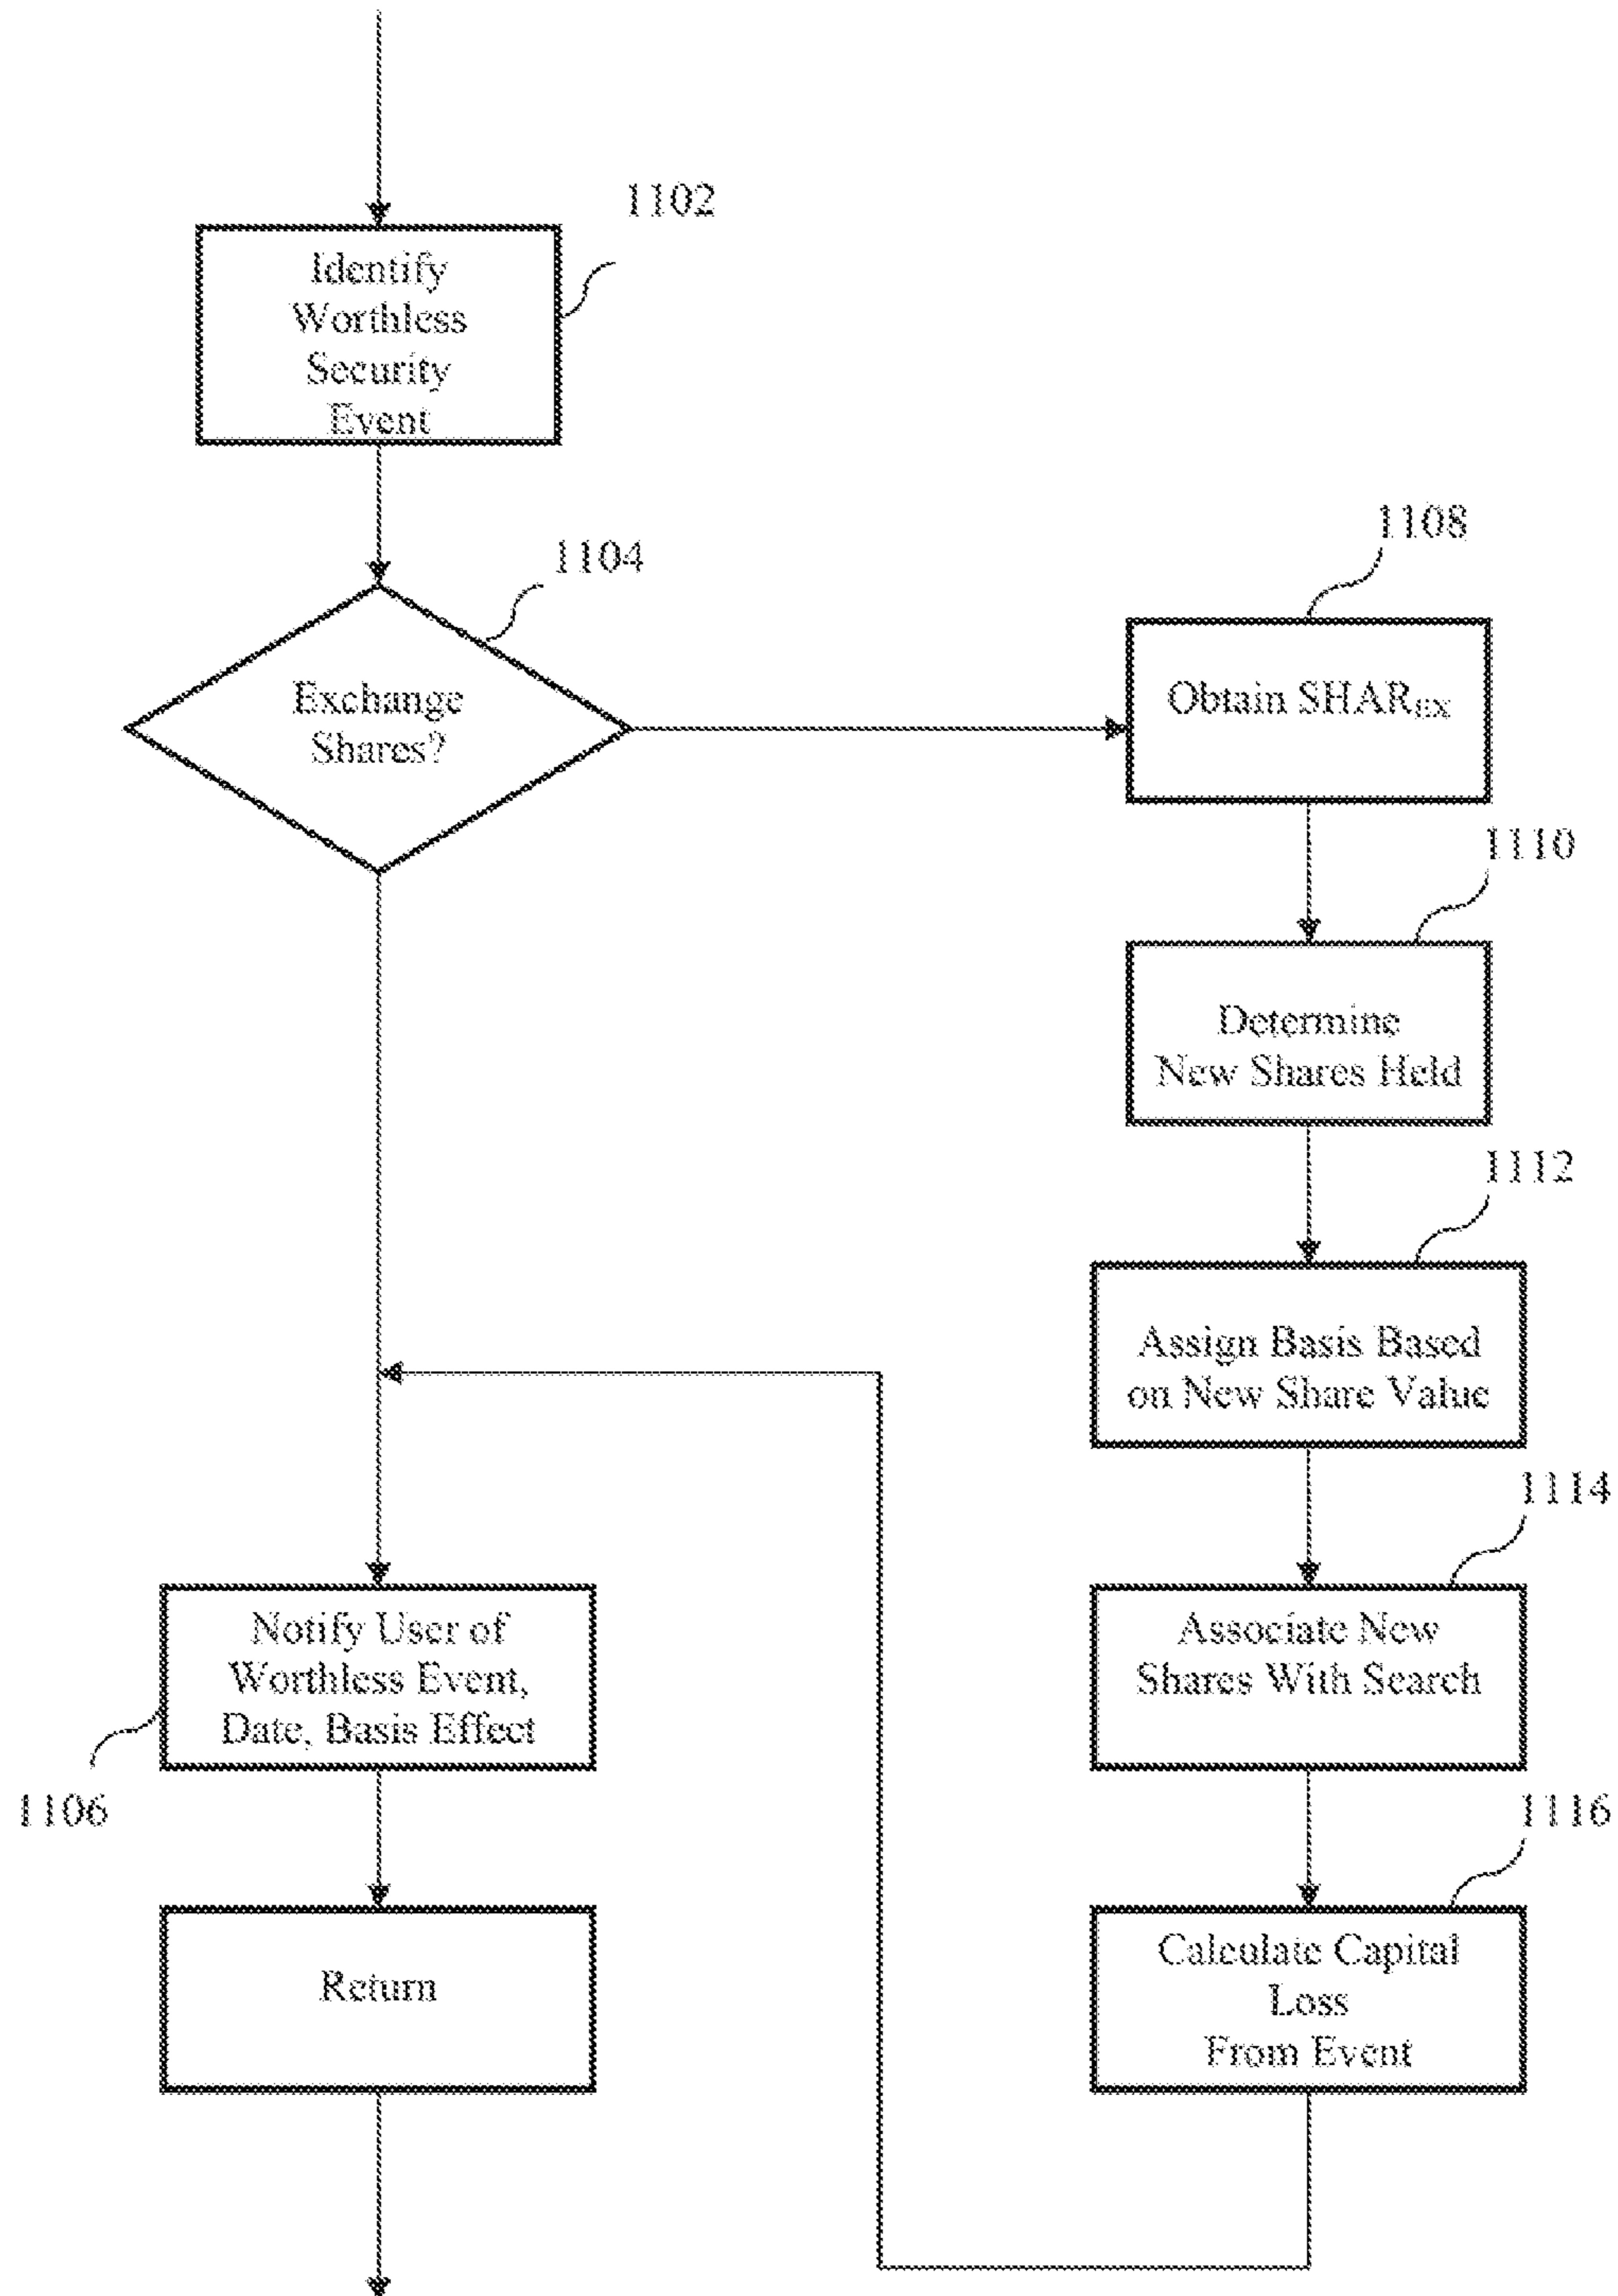 1102
Identify
Worthless
Security
Event
1104
Exchange
Shares?
1108
Obtain SHAR_EX
1110
Determine
New Shares Held
1112
Assign Basis Based
on New Share Value
1114
Associate New
Shares With Search
1116
Calculate Capital
Loss
From Event
Notify User of
Worthless Event,
Date, Basis Effect
1106
Return